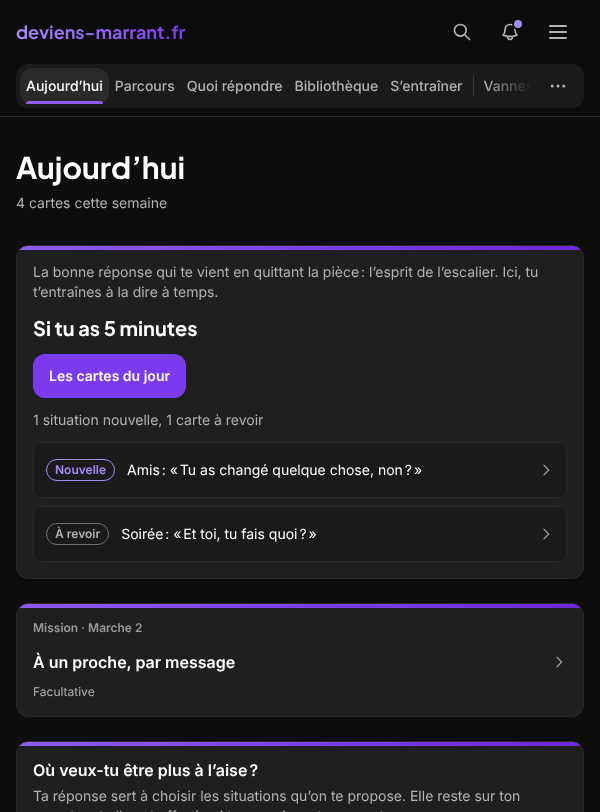 deviens-marrant.fr
Aujourd’hui Parcours Quoi répondre Bibliothèque S’entraîner Vannes
Aujourd’hui
4 cartes cette semaine
La bonne réponse qui te vient en quittant la pièce : l’esprit de l’escalier. Ici, tu
t’entraînes à la dire à temps.
Si tu as 5 minutes
Les cartes du jour
1 situation nouvelle, 1 carte à revoir
Nouvelle Amis : « Tu as changé quelque chose, non ? »
À revoir Soirée : « Et toi, tu fais quoi ? »
Mission · Marche 2
À un proche, par message
Facultative
Où veux-tu être plus à l’aise ?
Ta réponse sert à choisir les situations qu’on te propose. Elle reste sur ton